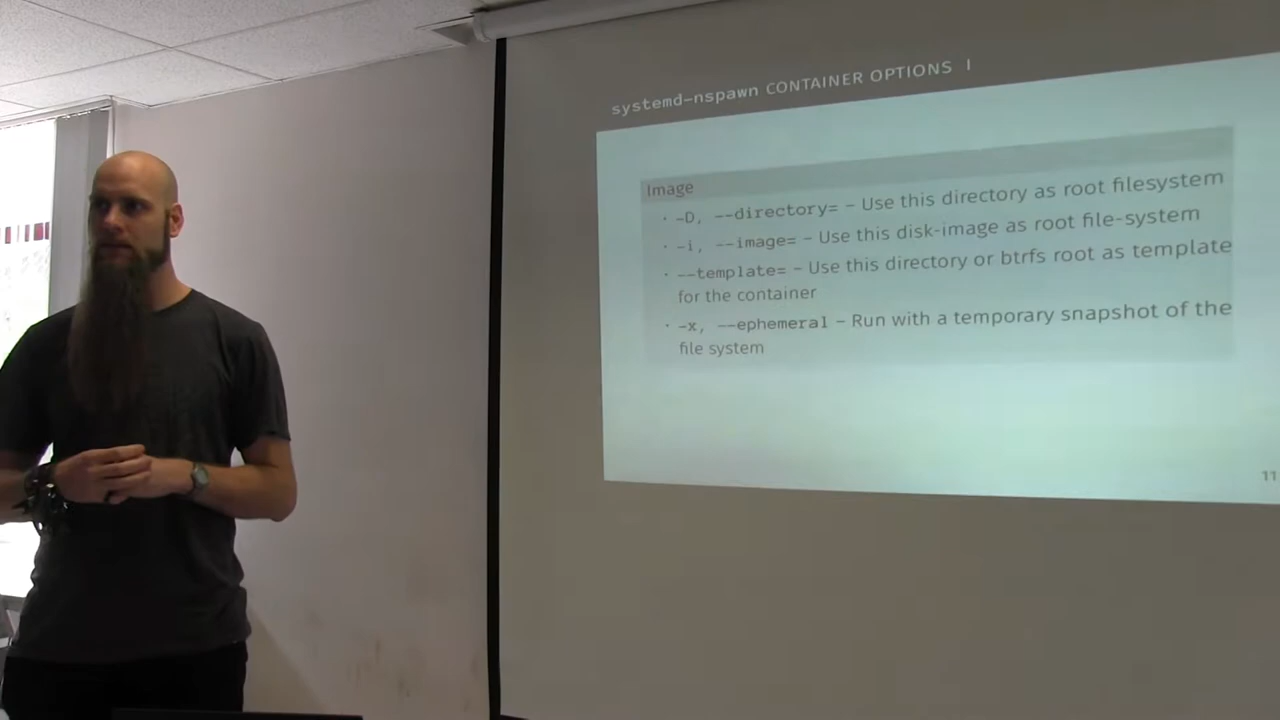 systemd-nspawn CONTAINER OPTIONS I
Image
· -D, --directory= – Use this directory as root filesystem
· -i, --image= – Use this disk-image as root file-system
· --template= – Use this directory or btrfs root as template
for the container
· -x, --ephemeral – Run with a temporary snapshot of the
file system
11